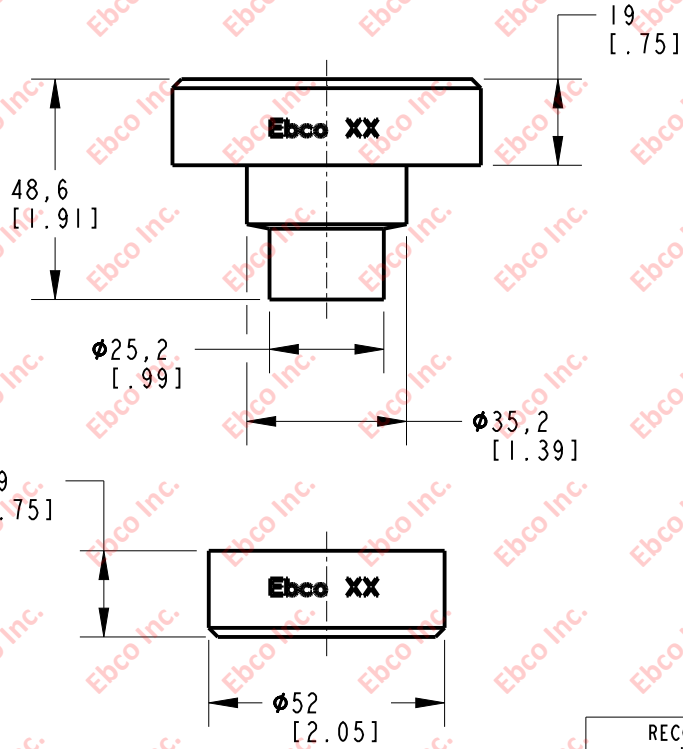 19
[.75]
Ebco XX
48,6
[1.91]
ϕ25,2
[.99]
ϕ35,2
[1.39]
9
.75]
Ebco XX
ϕ52
[2.05]
Ebco Inc.